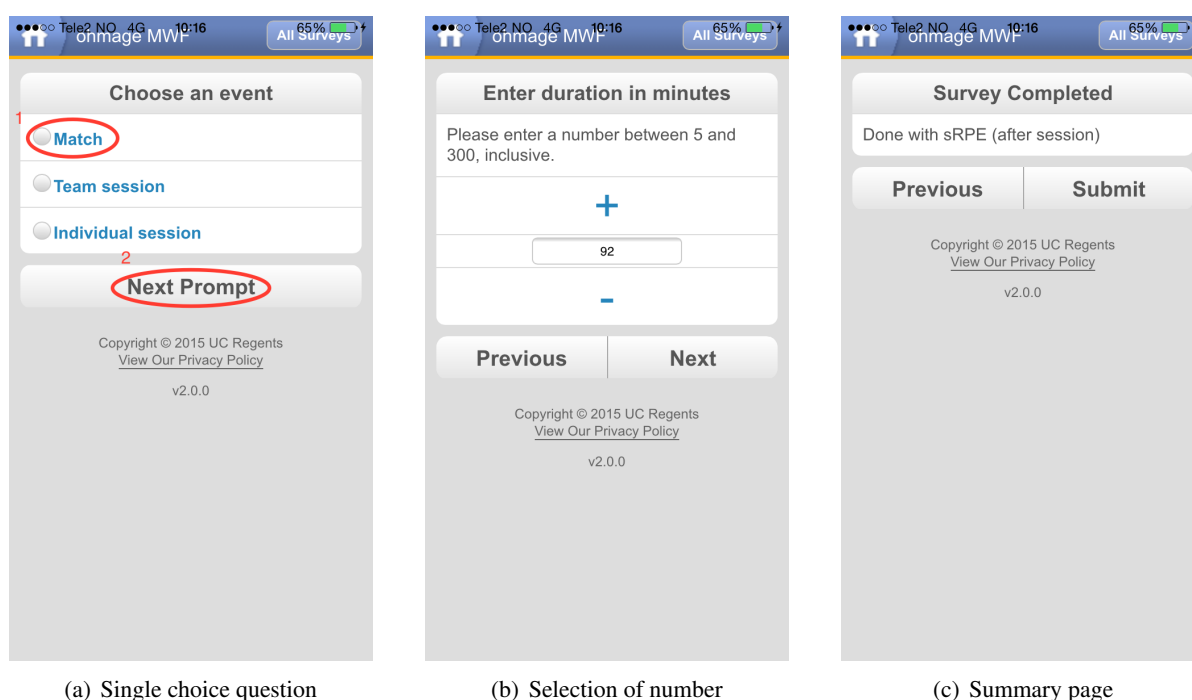 Tele2 NO 4G 10:16 65%
onmage MWF All Surveys
Choose an event
1
Match
Team session
Individual session
2
Next Prompt
Copyright © 2015 UC Regents
View Our Privacy Policy
v2.0.0
(a) Single choice question
Tele2 NO 4G 10:16 65%
onmage MWF All Surveys
Enter duration in minutes
Please enter a number between 5 and
300, inclusive.
+
92
-
Previous Next
Copyright © 2015 UC Regents
View Our Privacy Policy
v2.0.0
(b) Selection of number
Tele2 NO 4G 10:16 65%
onmage MWF All Surveys
Survey Completed
Done with sRPE (after session)
Previous Submit
Copyright © 2015 UC Regents
View Our Privacy Policy
v2.0.0
(c) Summary page